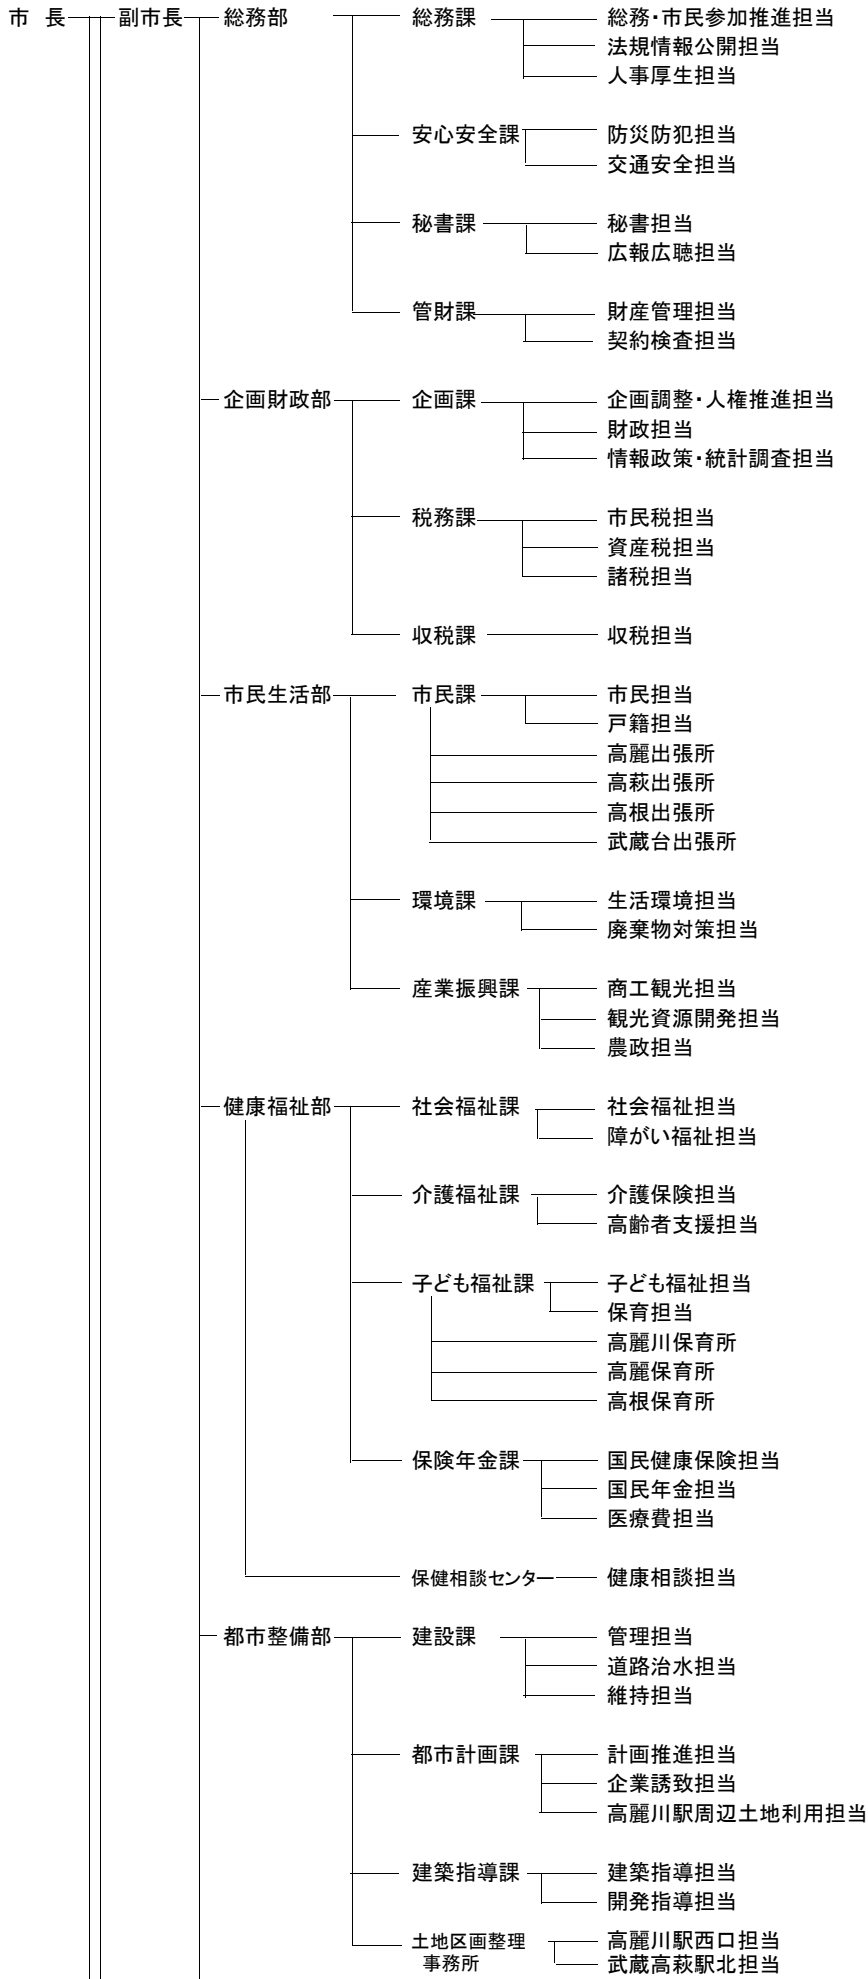 市 長 副市長 総務部 総務課 総務・市民参加推進担当
法規情報公開担当
人事厚生担当
安心安全課 防災防犯担当
交通安全担当
秘書課 秘書担当
広報広聴担当
管財課 財産管理担当
契約検査担当
企画財政部 企画課 企画調整・人権推進担当
財政担当
情報政策・統計調査担当
税務課 市民税担当
資産税担当
諸税担当
収税課 収税担当
市民生活部 市民課 市民担当
戸籍担当
高麗出張所
高萩出張所
高根出張所
武蔵台出張所
環境課 生活環境担当
廃棄物対策担当
産業振興課 商工観光担当
観光資源開発担当
農政担当
健康福祉部 社会福祉課 社会福祉担当
障がい福祉担当
介護福祉課 介護保険担当
高齢者支援担当
子ども福祉課 子ども福祉担当
保育担当
高麗川保育所
高麗保育所
高根保育所
保険年金課 国民健康保険担当
国民年金担当
医療費担当
保健相談センター 健康相談担当
都市整備部 建設課 管理担当
道路治水担当
維持担当
都市計画課 計画推進担当
企業誘致担当
高麗川駅周辺土地利用担当
建築指導課 建築指導担当
開発指導担当
土地区画整理 高麗川駅西口担当
事務所 武蔵高萩駅北担当